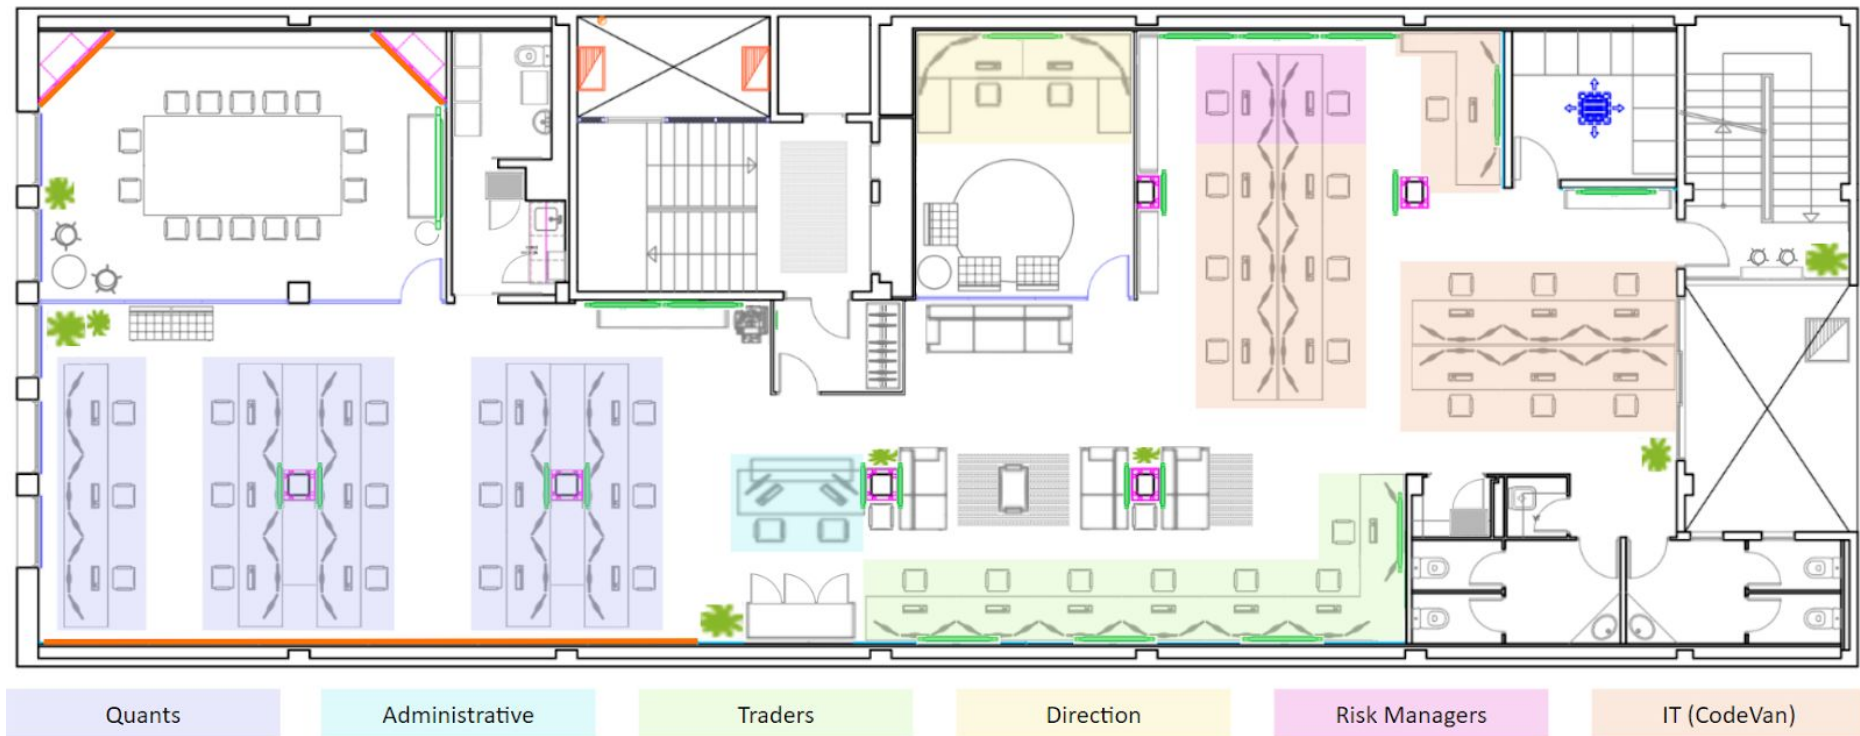 Quants
Administrative
Traders
Direction
Risk Managers
IT (CodeVan)